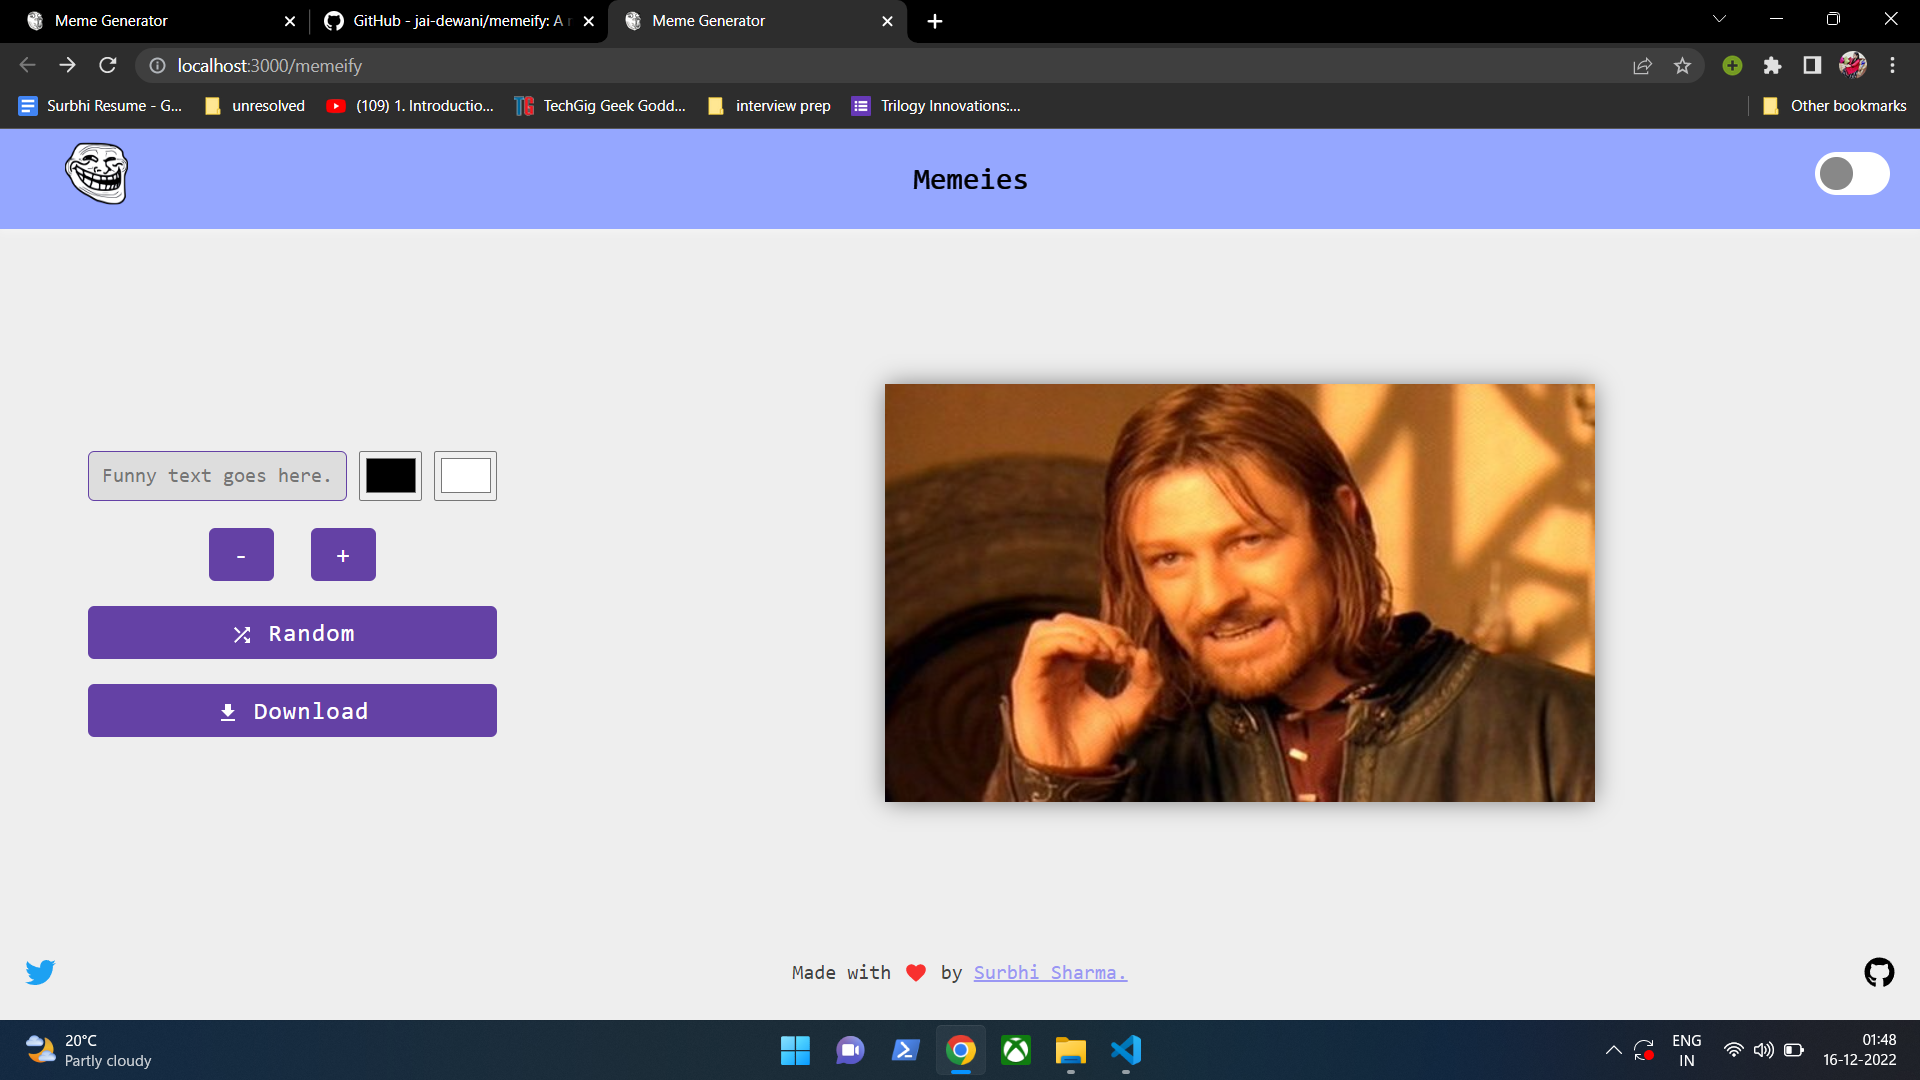 Meme Generator
GitHub - jai-dewani/memeify: A
Meme Generator
localhost:3000/memeify
Surbhi Resume - G...
unresolved
(109) 1. Introductio...
TechGig Geek Godd...
interview prep
Trilogy Innovations:...
Other bookmarks
Memeies
Funny text goes here.
-
+
Random
Download
Made with ❤ by Surbhi Sharma.
20°C
Partly cloudy
ENG
IN
01:48
16-12-2022